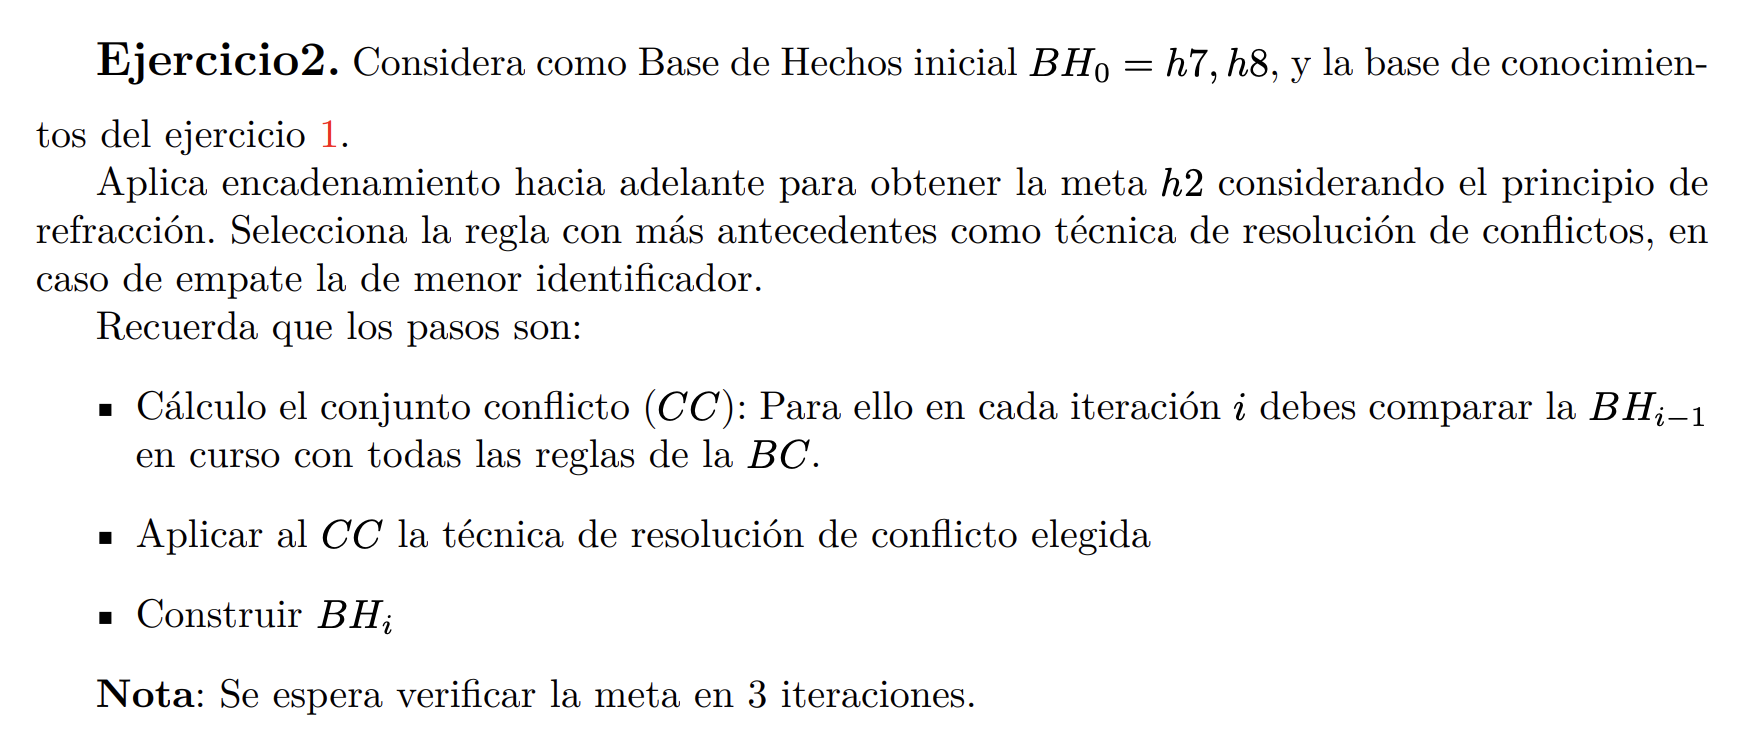 Ejercicio2. Considera como Base de Hechos inicial BH₀ = h7, h8, y la base de conocimien-
tos del ejercicio 1.
Aplica encadenamiento hacia adelante para obtener la meta h2 considerando el principio de
refracción. Selecciona la regla con más antecedentes como técnica de resolución de conflictos, en
caso de empate la de menor identificador.
Recuerda que los pasos son:
▪ Cálculo el conjunto conflicto (CC): Para ello en cada iteración i debes comparar la BHᵢ₋₁
en curso con todas las reglas de la BC.
▪ Aplicar al CC la técnica de resolución de conflicto elegida
▪ Construir BHᵢ
Nota: Se espera verificar la meta en 3 iteraciones.